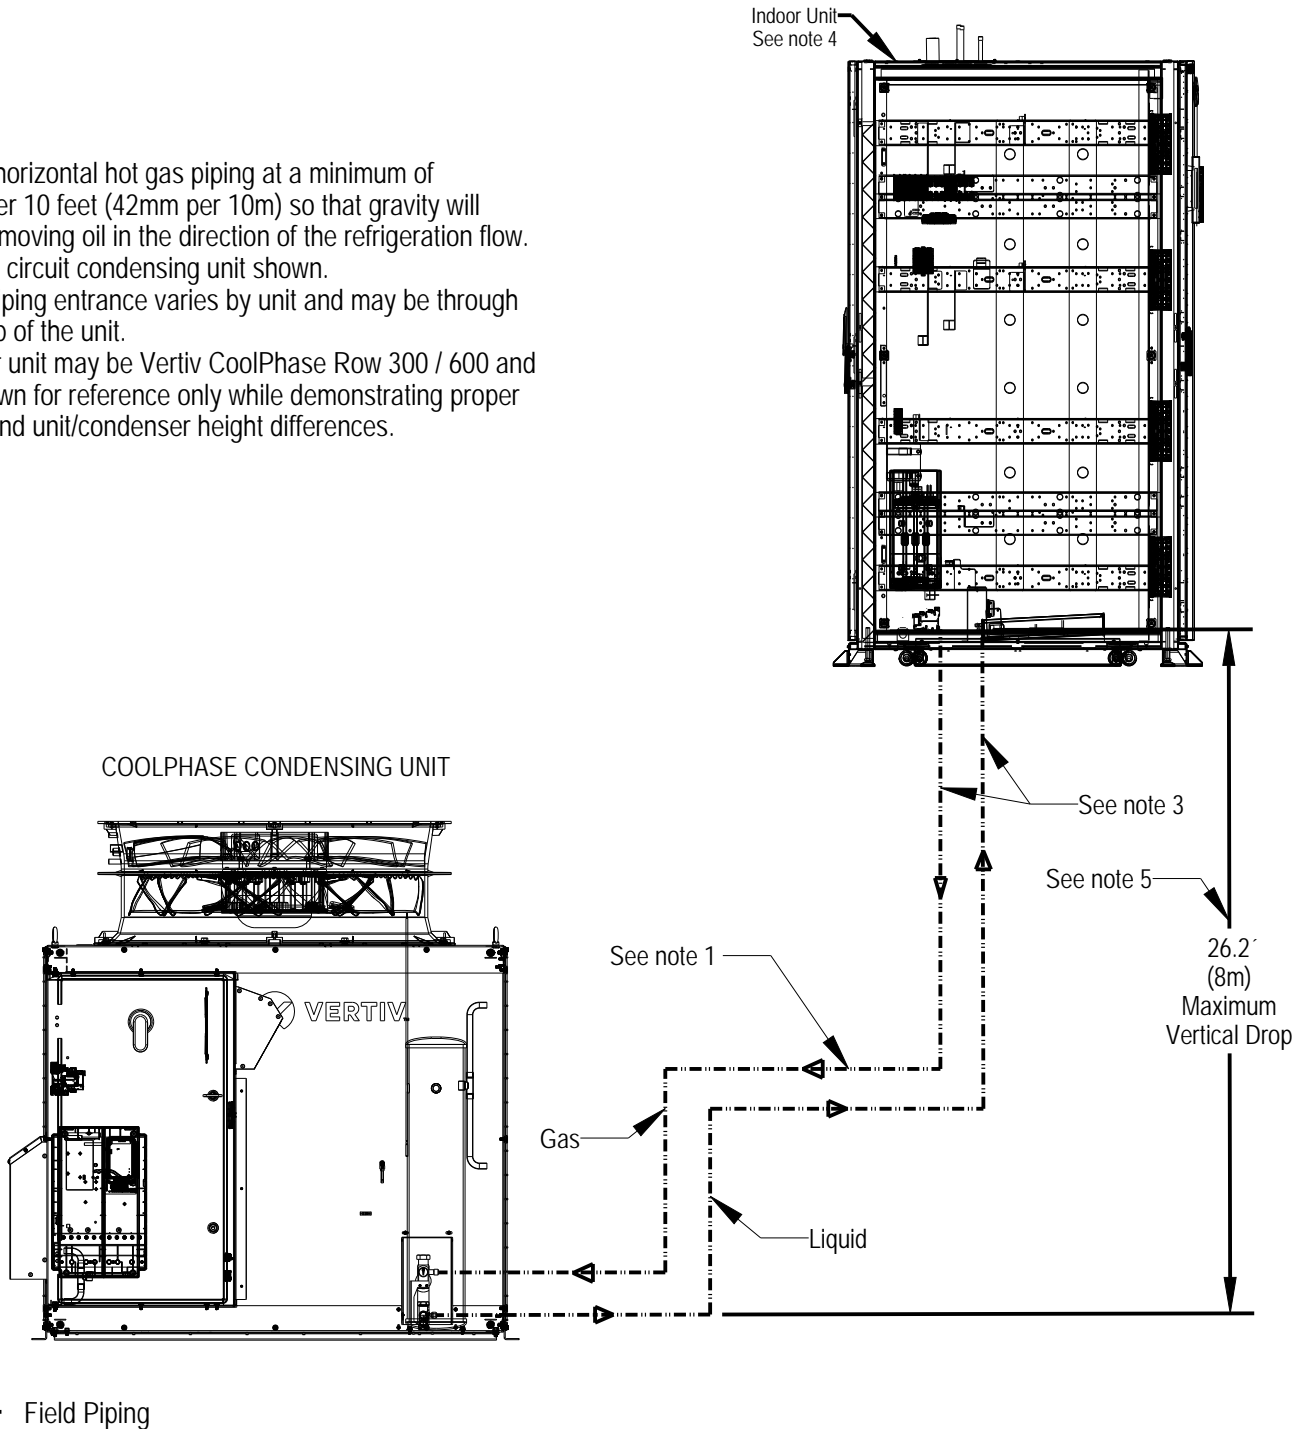 Indoor Unit
See note 4
horizontal hot gas piping at a minimum of
er 10 feet (42mm per 10m) so that gravity will
moving oil in the direction of the refrigeration flow.
circuit condensing unit shown.
ping entrance varies by unit and may be through
of the unit.
unit may be Vertiv CoolPhase Row 300 / 600 and
wn for reference only while demonstrating proper
nd unit/condenser height differences.
COOLPHASE CONDENSING UNIT
See note 3
See note 5
See note 1
26.2´
(8m)
Maximum
Vertical Drop
VERTIV
Gas
Liquid
Field Piping